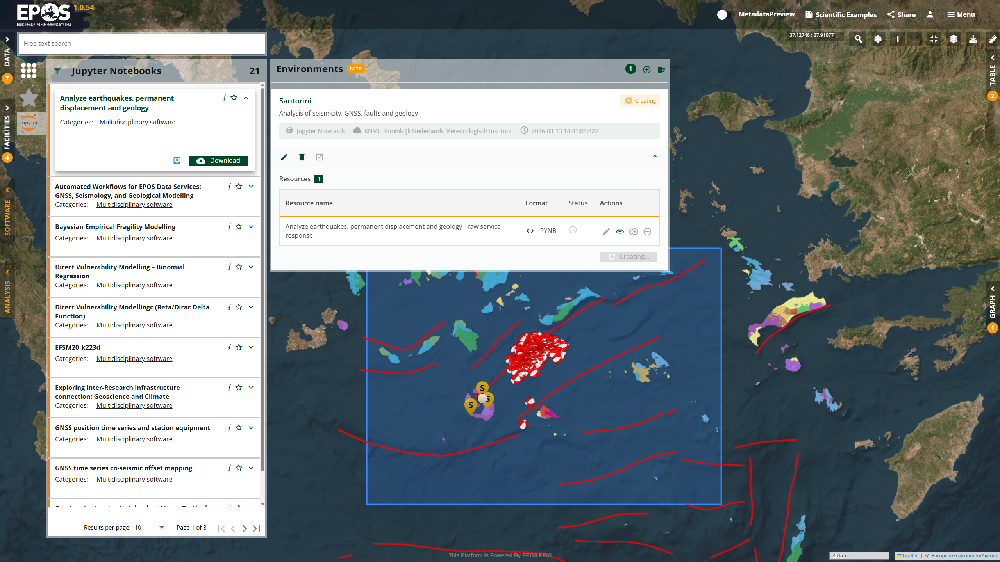 EPOS 1.0.54
EUROPEANPLATEOBSERVINGSYSTEM
MetadataPreview
Scientific Examples
Share
Menu
37.12748 : 27.91077
Free text search
DATA
7
FACILITIES
4
SOFTWARE
ANALYSIS
jupyter
Jupyter Notebooks 21
Analyze earthquakes, permanent
displacement and geology
Categories: Multidisciplinary software
Download
Automated Workflows for EPOS Data Services:
GNSS, Seismology, and Geological Modelling
Categories: Multidisciplinary software
Bayesian Empirical Fragility Modelling
Categories: Multidisciplinary software
Direct Vulnerability Modelling – Binomial
Regression
Categories: Multidisciplinary software
Direct Vulnerability Modellingc (Beta/Dirac Delta
Function)
Categories: Multidisciplinary software
EFSM20_k223d
Categories: Multidisciplinary software
Exploring Inter-Research Infrastructure
connection: Geoscience and Climate
Categories: Multidisciplinary software
GNSS position time series and station equipment
Categories: Multidisciplinary software
GNSS time series co-seismic offset mapping
Categories: Multidisciplinary software
Results per page: 10
Page 1 of 3
Environments BETA
1
Santorini
Creating
Analysis of seismicity, GNSS, faults and geology
Jupyter Notebook KNMI - Koninklijk Nederlands Meteorologisch Instituut 2026-03-13 14:41:04:427
Resources 1
Resource name Format Status Actions
Analyze earthquakes, permanent displacement and geology - raw service
response
IPYNB
Creating...
S
S
S
TABLE
2
GRAPH
1
This Platform is Powered By EPOS ERIC
30 km
Leaflet | © EuropeanEnvironmentAgency